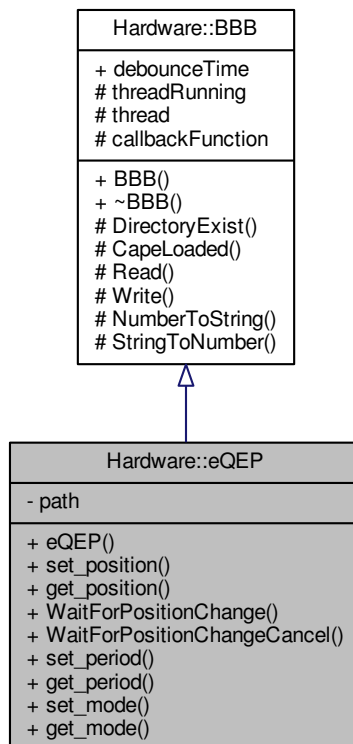 Hardware::BBB
+ debounceTime
# threadRunning
# thread
# callbackFunction
+ BBB()
+ ~BBB()
# DirectoryExist()
# CapeLoaded()
# Read()
# Write()
# NumberToString()
# StringToNumber()
Hardware::eQEP
- path
+ eQEP()
+ set_position()
+ get_position()
+ WaitForPositionChange()
+ WaitForPositionChangeCancel()
+ set_period()
+ get_period()
+ set_mode()
+ get_mode()